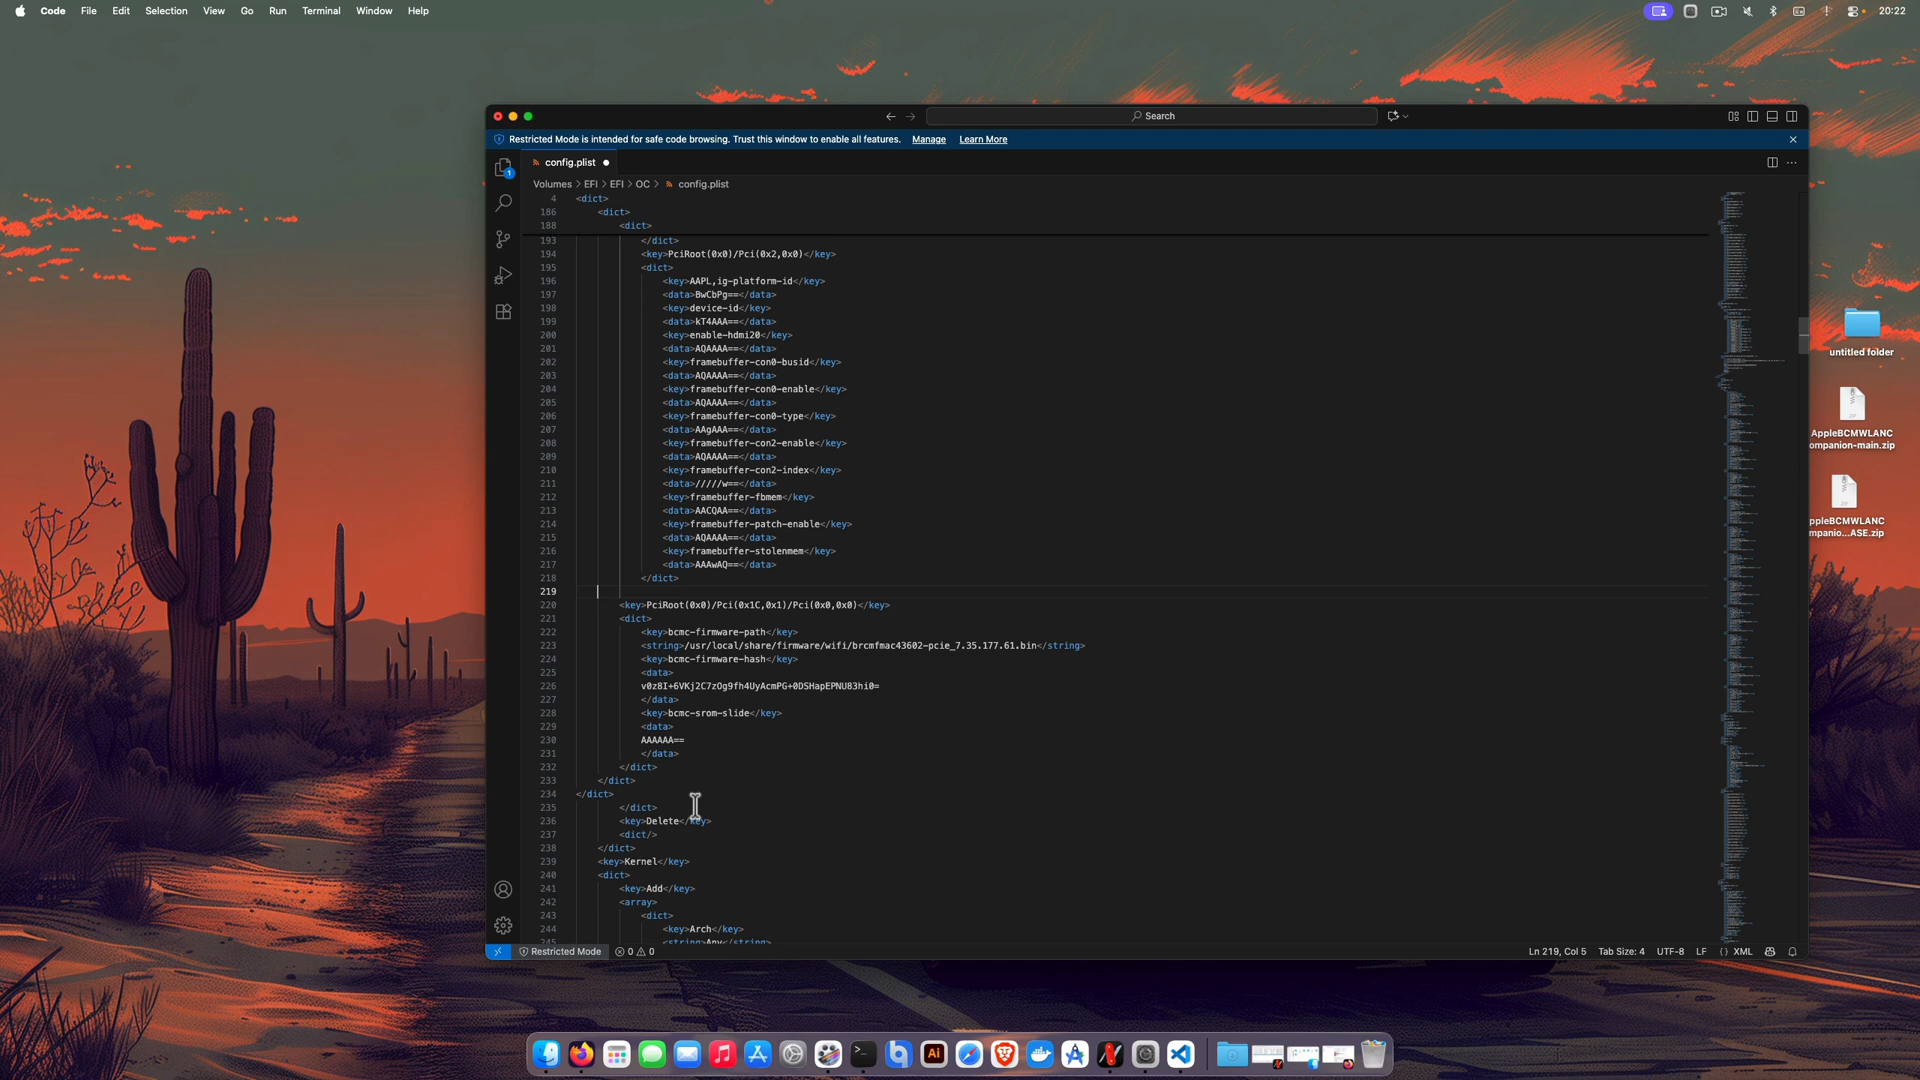 Code File Edit Selection View Go Run Terminal Window Help 20:22
Search
Restricted Mode is intended for safe code browsing. Trust this window to enable all features. Manage Learn More
config.plist
Volumes > EFI > EFI > OC > config.plist
4 <dict>
186 <dict>
188 <dict>
193 </dict>
194 <key>PciRoot(0x0)/Pci(0x2,0x0)</key>
195 <dict>
196 <key>AAPL,ig-platform-id</key>
197 <data>BwCbPg==</data>
198 <key>device-id</key>
199 <data>kT4AAA==</data>
200 <key>enable-hdmi20</key>
201 <data>AQAAAA==</data>
202 <key>framebuffer-con0-busid</key>
203 <data>AQAAAA==</data>
204 <key>framebuffer-con0-enable</key>
205 <data>AQAAAA==</data>
206 <key>framebuffer-con0-type</key>
207 <data>AAgAAA==</data>
208 <key>framebuffer-con2-enable</key>
209 <data>AQAAAA==</data>
210 <key>framebuffer-con2-index</key>
211 <data>/////w==</data>
212 <key>framebuffer-fbmem</key>
213 <data>AACQAA==</data>
214 <key>framebuffer-patch-enable</key>
215 <data>AQAAAA==</data>
216 <key>framebuffer-stolenmem</key>
217 <data>AAAwAQ==</data>
218 </dict>
219
220 <key>PciRoot(0x0)/Pci(0x1C,0x1)/Pci(0x0,0x0)</key>
221 <dict>
222 <key>bcmc-firmware-path</key>
223 <string>/usr/local/share/firmware/wifi/brcmfmac43602-pcie_7.35.177.61.bin</string>
224 <key>bcmc-firmware-hash</key>
225 <data>
226 v0z8I+6VKj2C7zOg9fh4UyAcmPG+0DSHapEPNU83hi0=
227 </data>
228 <key>bcmc-srom-slide</key>
229 <data>
230 AAAAAA==
231 </data>
232 </dict>
233 </dict>
234 </dict>
235 </dict>
236 <key>Delete</key>
237 <dict/>
238 </dict>
239 <key>Kernel</key>
240 <dict>
241 <key>Add</key>
242 <array>
243 <dict>
244 <key>Arch</key>
245 <string>Any</string>
1
Restricted Mode 0 0 Ln 219, Col 5 Tab Size: 4 UTF-8 LF {} XML
untitled folder
ZIP
AppleBCMWLANC
ompanion-main.zip
ZIP
ppleBCMWLANC
mpanio...ASE.zip
Ai